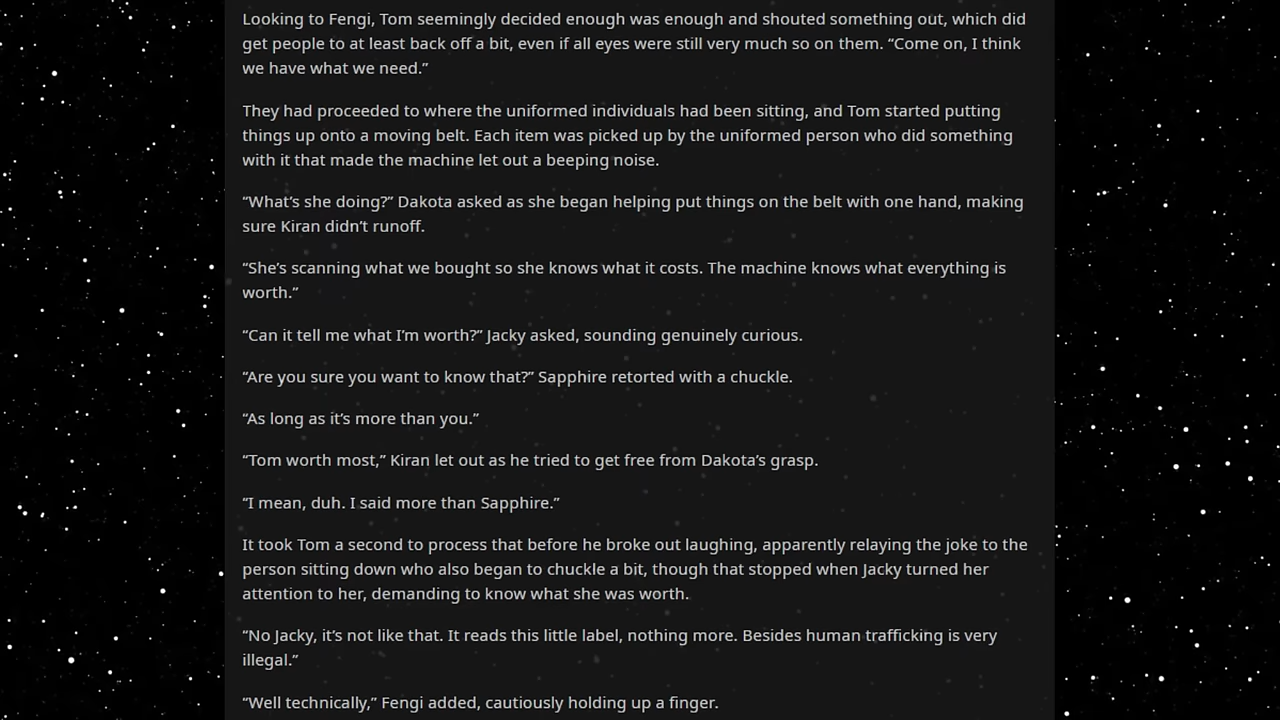 Looking to Fengi, Tom seemingly decided enough was enough and shouted something out, which did
get people to at least back off a bit, even if all eyes were still very much so on them. “Come on, I think
we have what we need.”
They had proceeded to where the uniformed individuals had been sitting, and Tom started putting
things up onto a moving belt. Each item was picked up by the uniformed person who did something
with it that made the machine let out a beeping noise.
“What’s she doing?” Dakota asked as she began helping put things on the belt with one hand, making
sure Kiran didn’t runoff.
“She’s scanning what we bought so she knows what it costs. The machine knows what everything is
worth.”
“Can it tell me what I’m worth?” Jacky asked, sounding genuinely curious.
“Are you sure you want to know that?” Sapphire retorted with a chuckle.
“As long as it’s more than you.”
“Tom worth most,” Kiran let out as he tried to get free from Dakota’s grasp.
“I mean, duh. I said more than Sapphire.”
It took Tom a second to process that before he broke out laughing, apparently relaying the joke to the
person sitting down who also began to chuckle a bit, though that stopped when Jacky turned her
attention to her, demanding to know what she was worth.
“No Jacky, it’s not like that. It reads this little label, nothing more. Besides human trafficking is very
illegal.”
“Well technically,” Fengi added, cautiously holding up a finger.